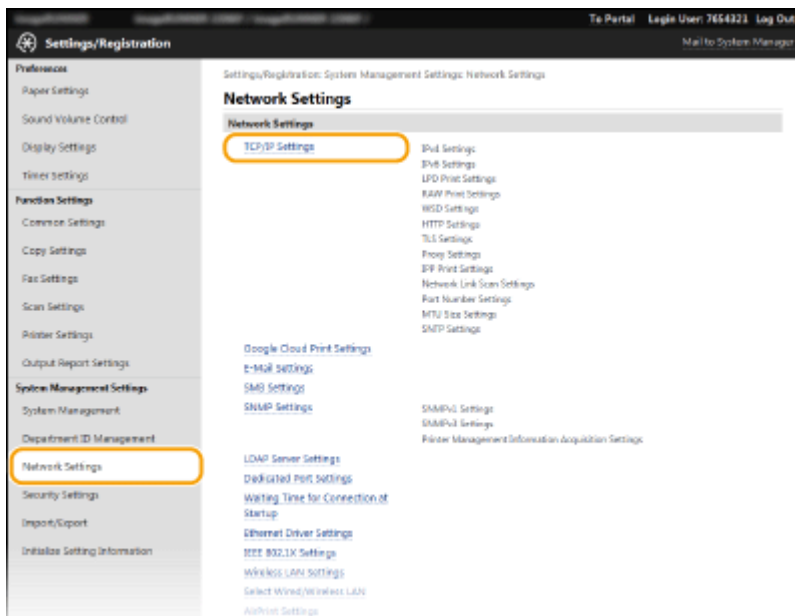 To Portal Login User: 7654321 Log Out
Settings/Registration
Mail to System Manager
Preferences
Paper Settings
Sound Volume Control
Display Settings
Timer Settings
Function Settings
Common Settings
Copy Settings
Fax Settings
Scan Settings
Printer Settings
Output Report Settings
System Management Settings
System Management
Department ID Management
Network Settings
Security Settings
Import/Export
Initialize Setting Information
Settings/Registration: System Management Settings: Network Settings
Network Settings
Network Settings
TCP/IP Settings
IPv4 Settings
IPv6 Settings
LPD Print Settings
RAW Print Settings
WSD Settings
HTTP Settings
TLS Settings
Proxy Settings
IPP Print Settings
Network Link Scan Settings
Port Number Settings
MTU Size Settings
SNTP Settings
Google Cloud Print Settings
E-Mail Settings
SMB Settings
SNMP Settings
SNMPv1 Settings
SNMPv3 Settings
Printer Management Information Acquisition Settings
LDAP Server Settings
Dedicated Port Settings
Waiting Time for Connection at
Startup
Ethernet Driver Settings
IEEE 802.1X Settings
Wireless LAN Settings
Select Wired/Wireless LAN
AirPrint Settings